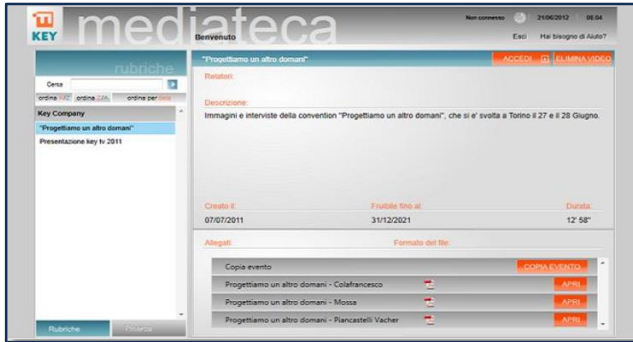 KEY
mediateca
Non connesso 21/06/2012 08:04
Benvenuto
Esci Hai bisogno di Aiuto?
rubriche
Cerca
ordina A/Z ordina Z/A ordina per data
Key Company
"Progettiamo un altro domani"
Presentazione key tv 2011
"Progettiamo un altro domani"
ACCEDI ELIMINA VIDEO
Relatori:
Descrizione:
Immagini e interviste della convention "Progettiamo un altro domani", che si e' svolta a Torino il 27 e il 28 Giugno.
Creato il: Fruibile fino al: Durata:
07/07/2011 31/12/2021 12' 58"
Allegati: Formato del file:
Copia evento COPIA EVENTO
Progettiamo un altro domani - Colafrancesco APRI
Progettiamo un altro domani - Mossa APRI
Progettiamo un altro domani - Piancastelli Vacher APRI
Rubriche Ricerca